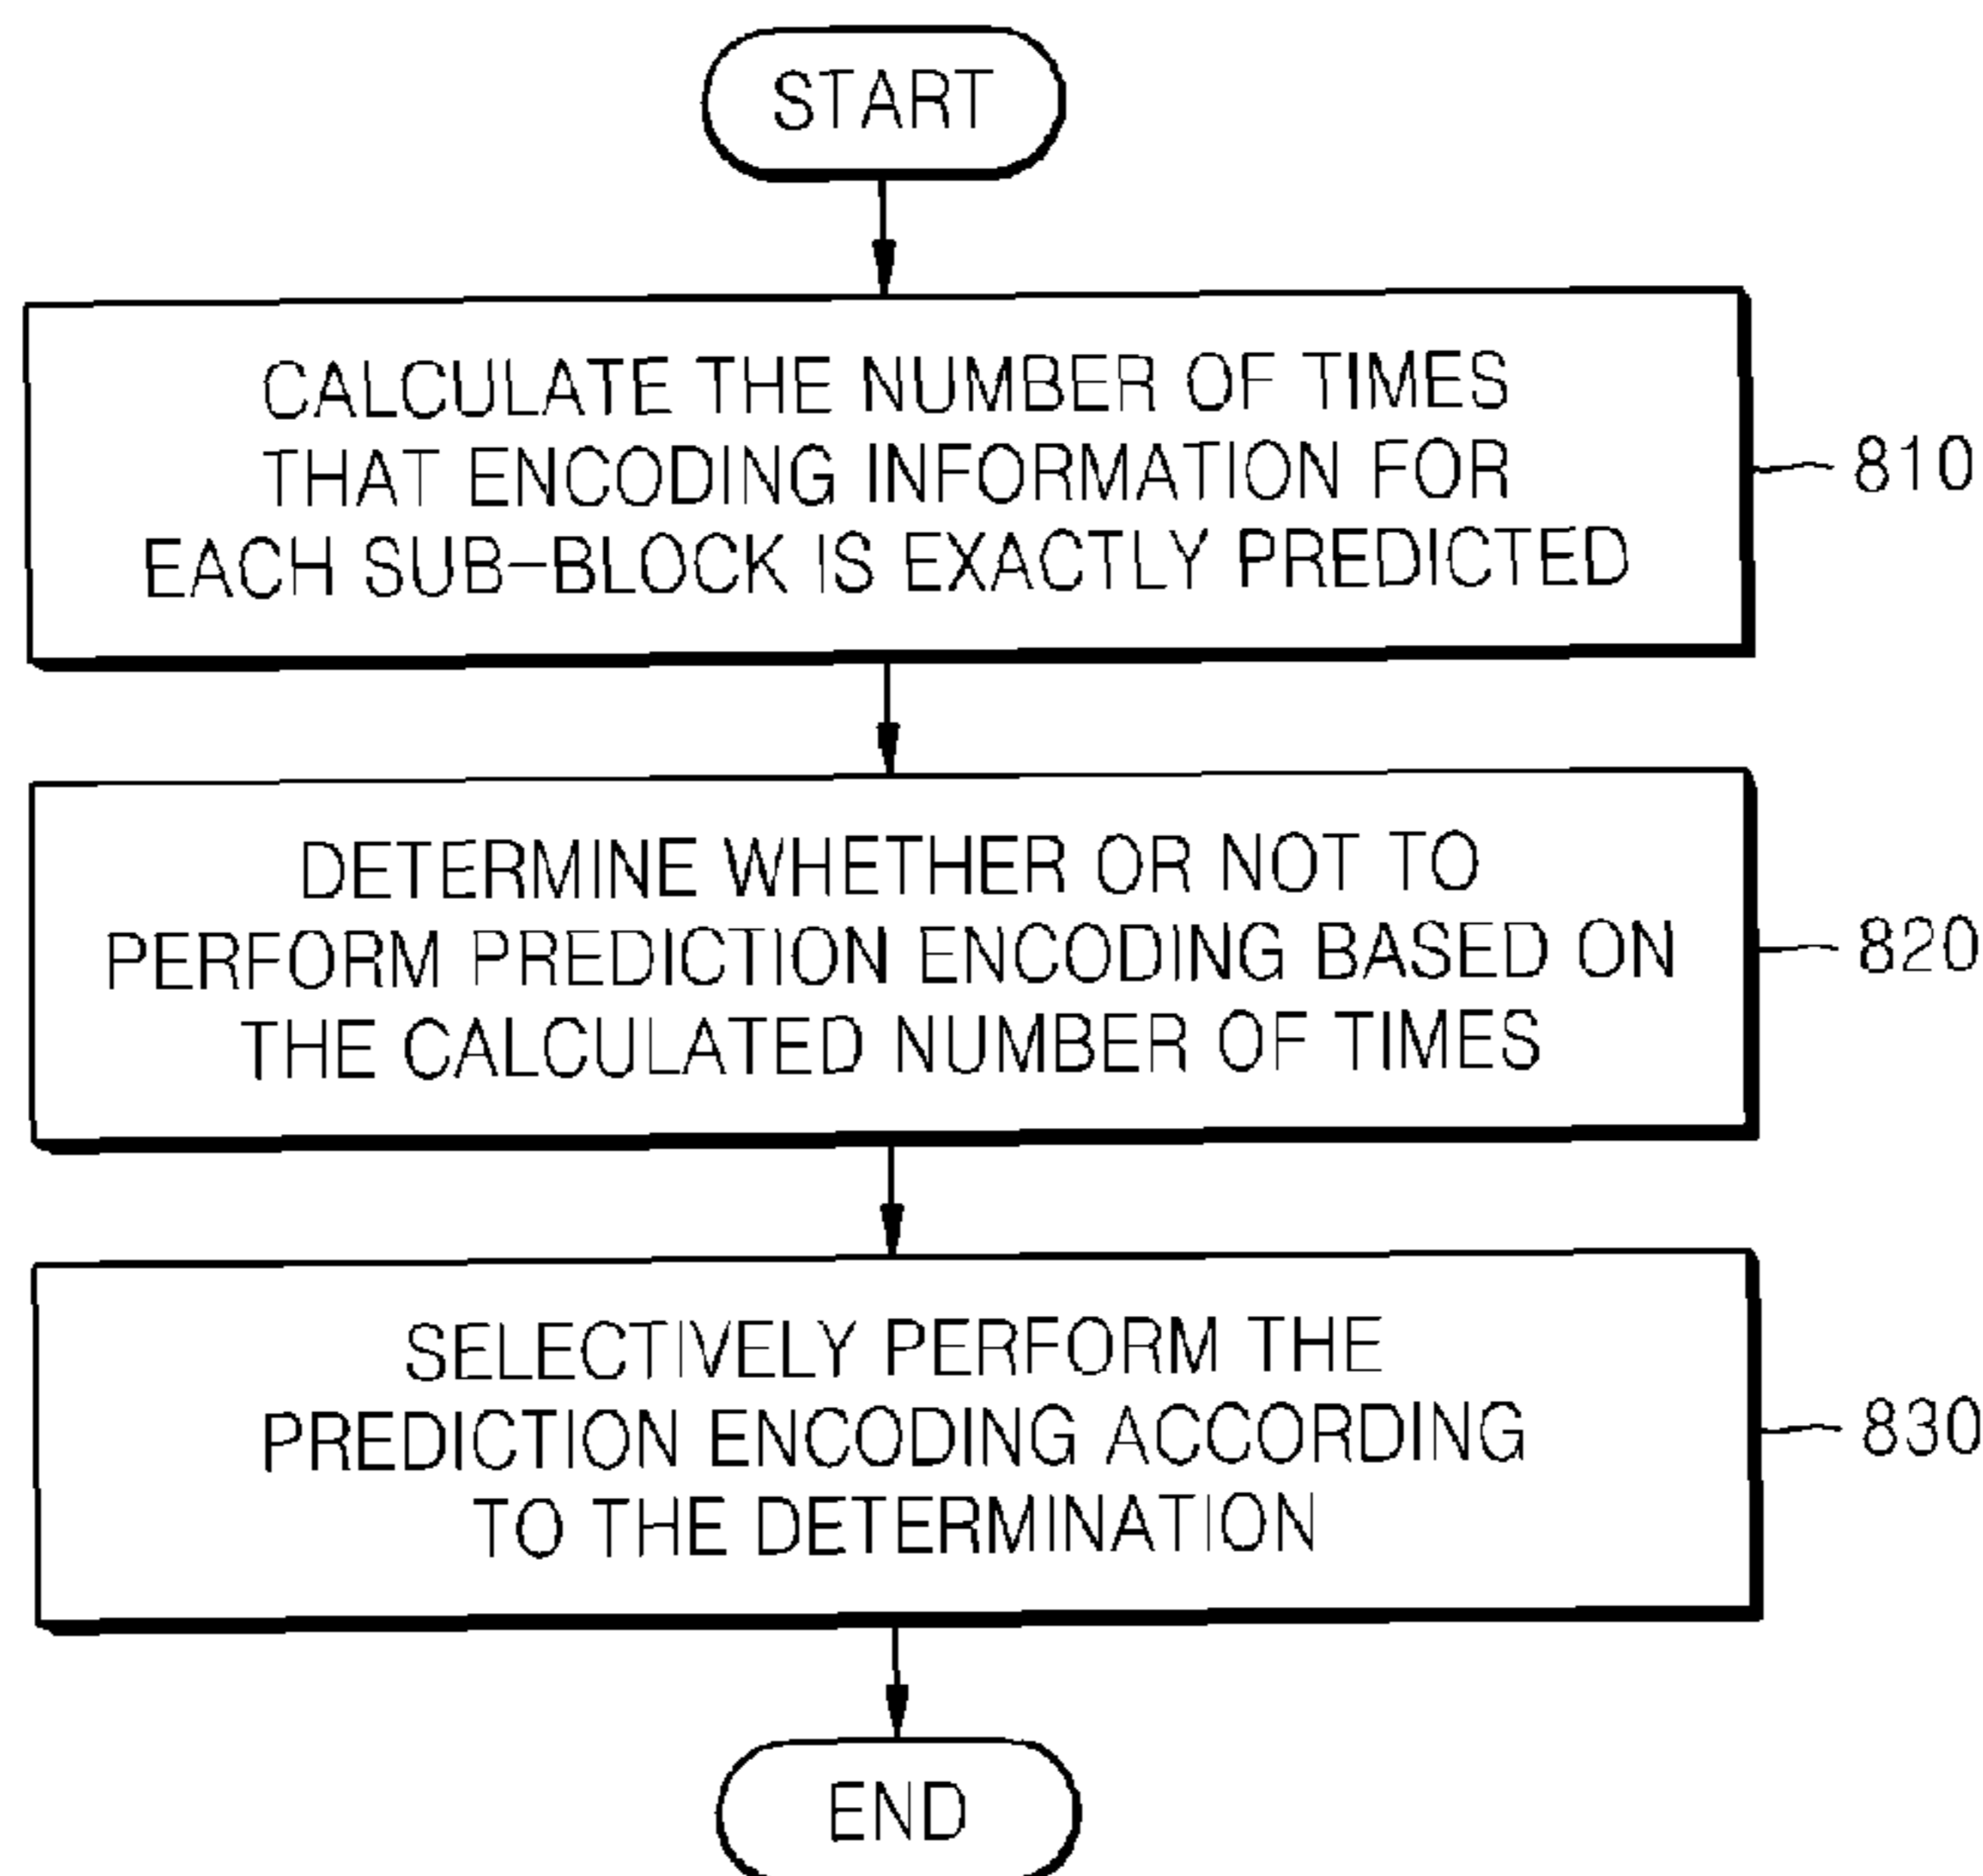 START
CALCULATE THE NUMBER OF TIMES
THAT ENCODING INFORMATION FOR
EACH SUB-BLOCK IS EXACTLY PREDICTED
810
DETERMINE WHETHER OR NOT TO
PERFORM PREDICTION ENCODING BASED ON
THE CALCULATED NUMBER OF TIMES
820
SELECTIVELY PERFORM THE
PREDICTION ENCODING ACCORDING
TO THE DETERMINATION
830
END